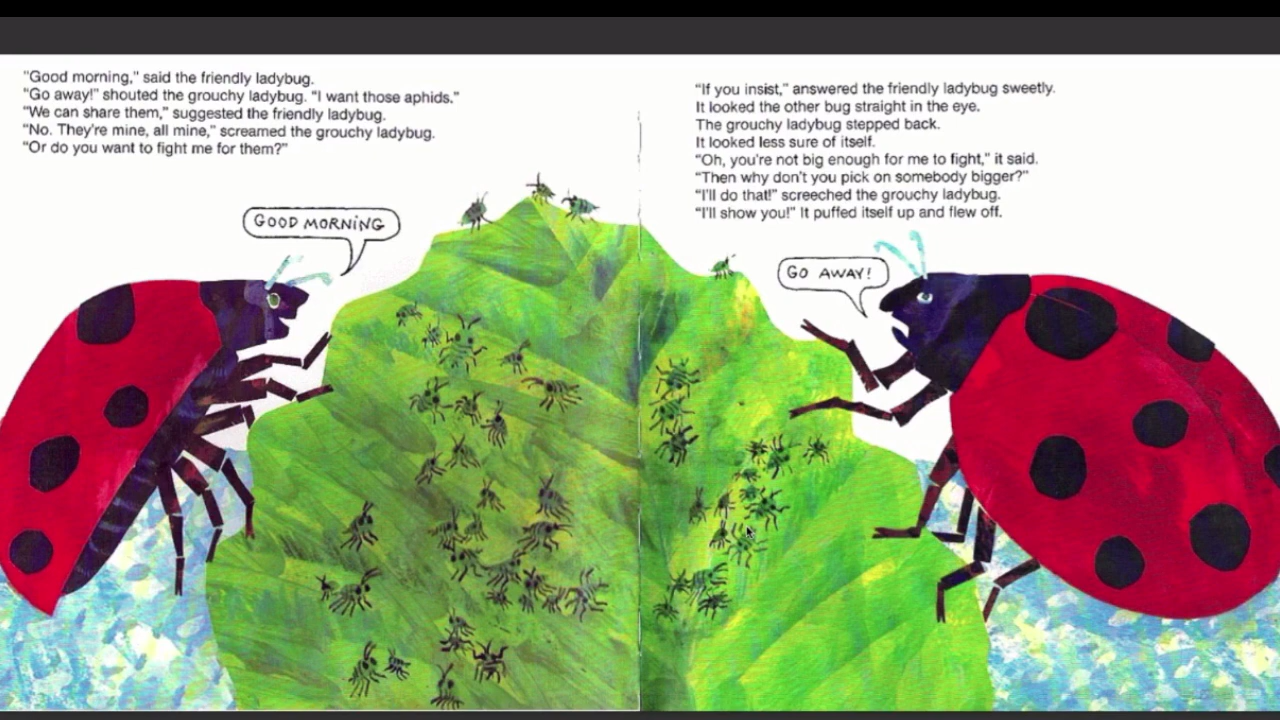 "Good morning," said the friendly ladybug.
"Go away!" shouted the grouchy ladybug. "I want those aphids."
"We can share them," suggested the friendly ladybug.
"No. They're mine, all mine," screamed the grouchy ladybug.
"Or do you want to fight me for them?"
GOOD MORNING
"If you insist," answered the friendly ladybug sweetly.
It looked the other bug straight in the eye.
The grouchy ladybug stepped back.
It looked less sure of itself.
"Oh, you're not big enough for me to fight," it said.
"Then why don't you pick on somebody bigger?"
"I'll do that!" screeched the grouchy ladybug.
"I'll show you!" It puffed itself up and flew off.
GO AWAY!